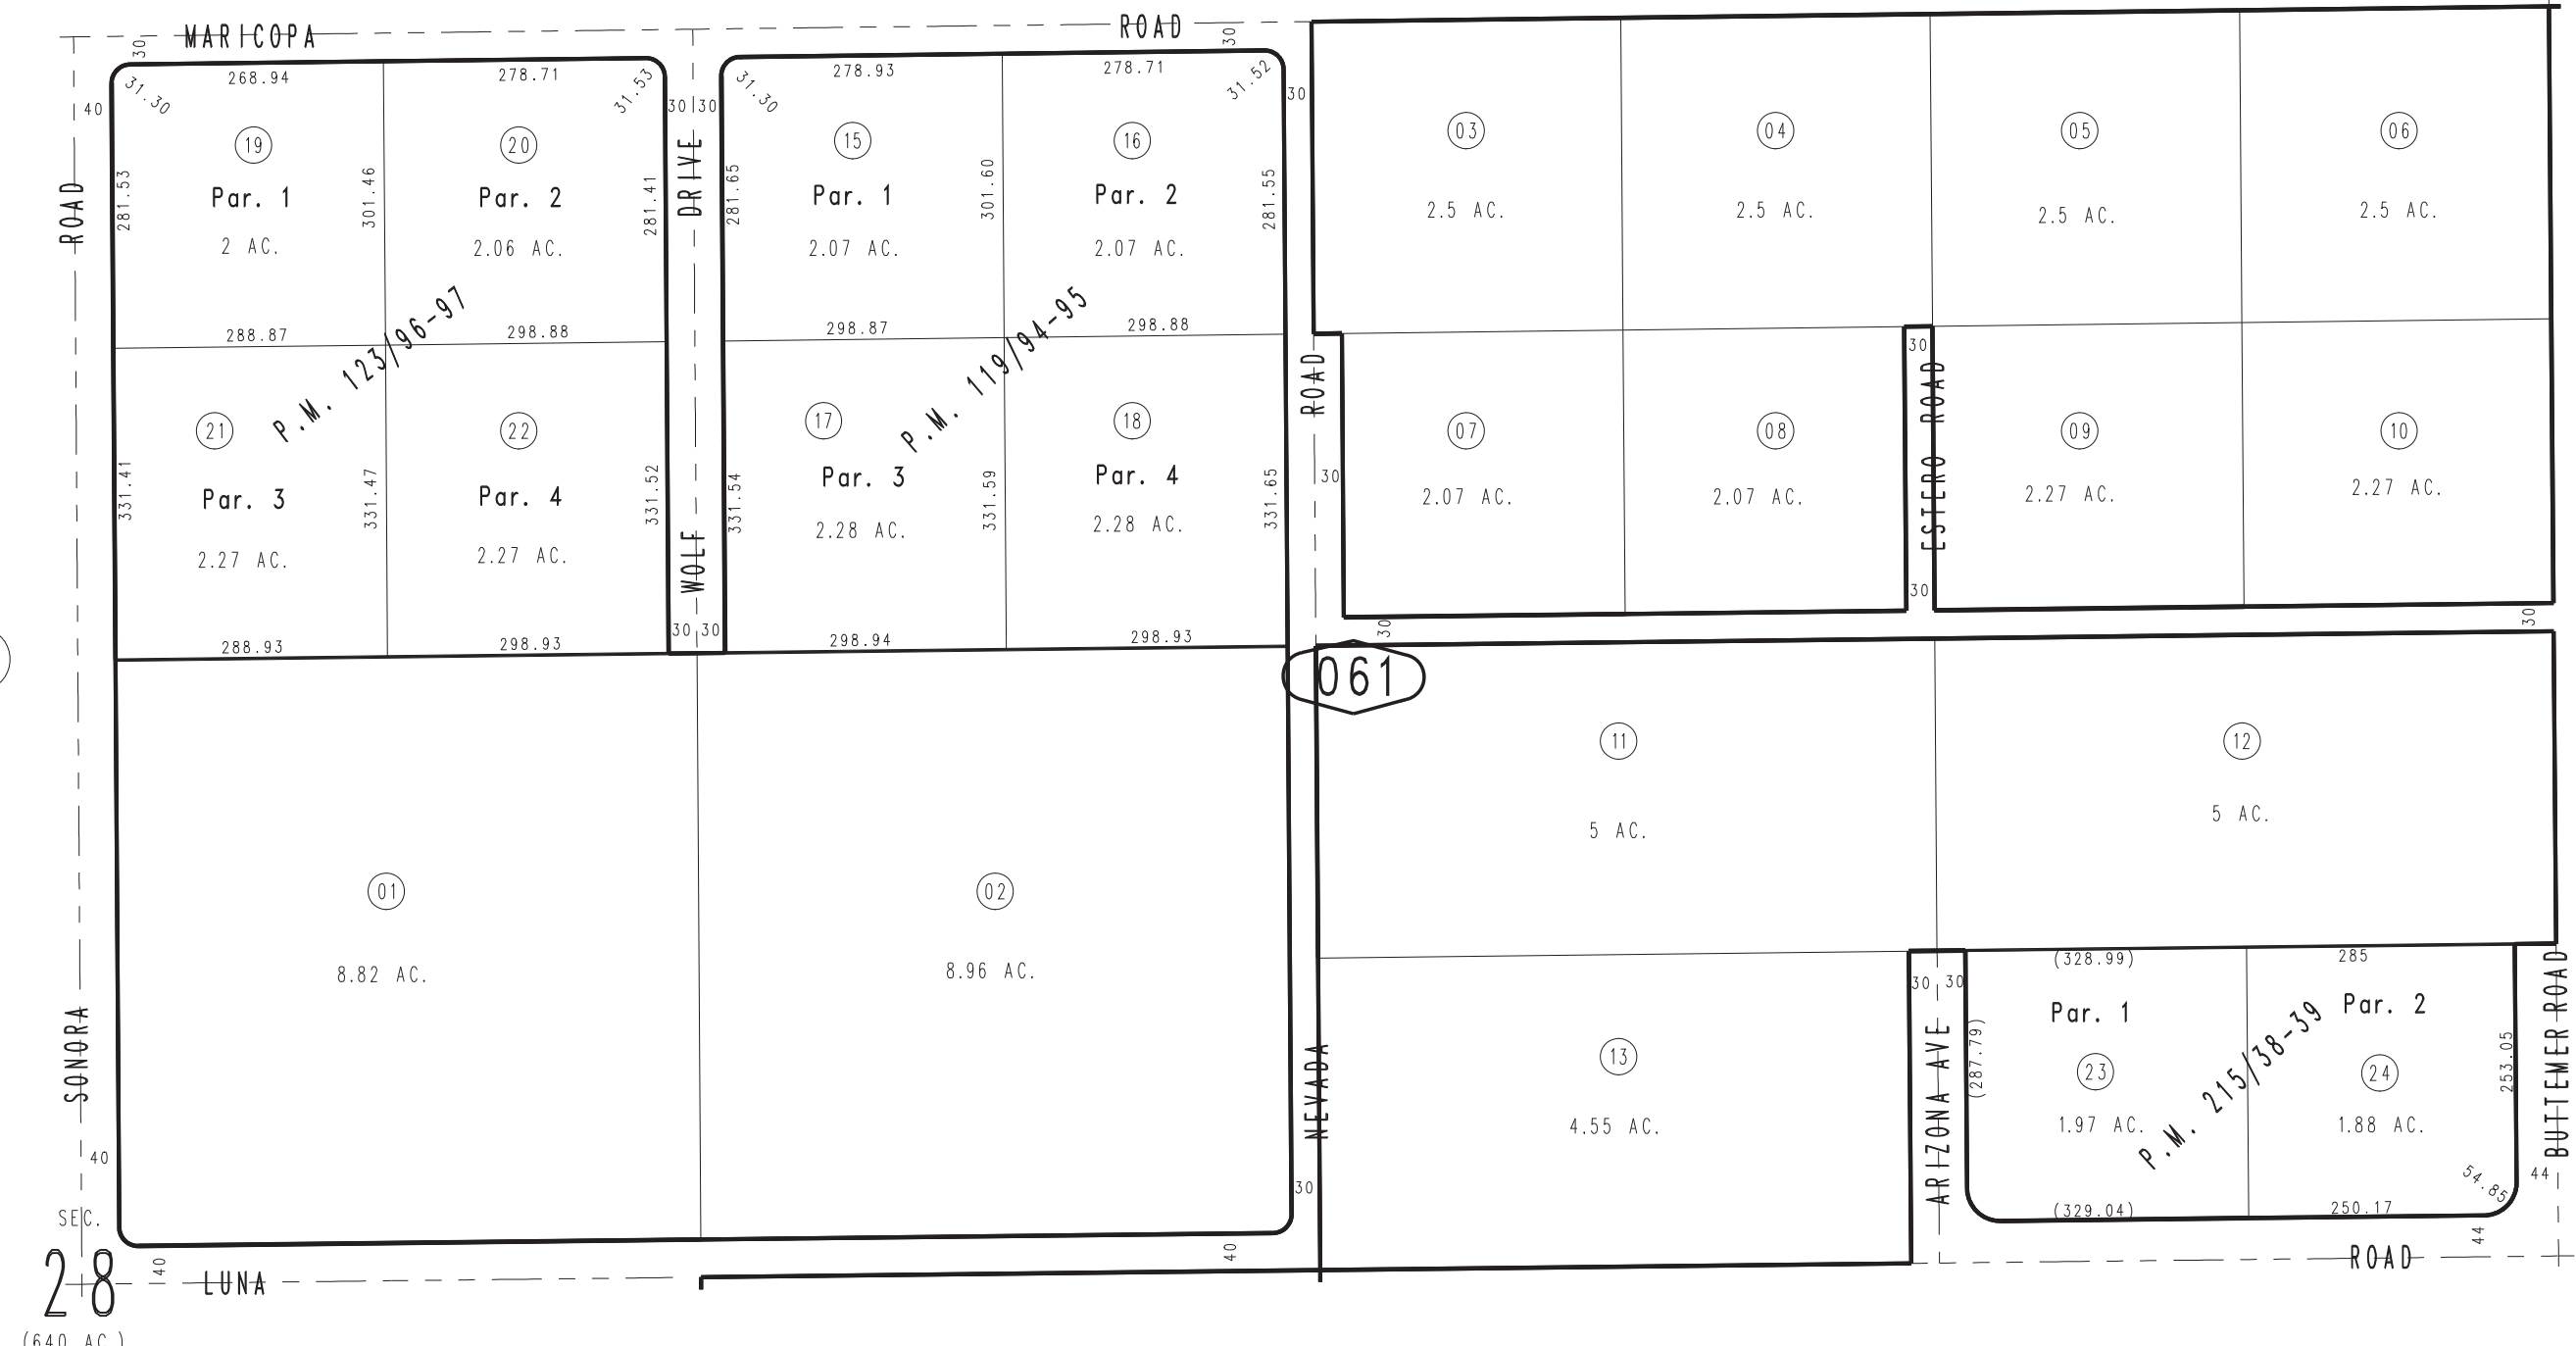 MARICOPA
ROAD
30
30
268.94
278.71
278.93
278.71
31.30
31.53
31.30
31.52
40
30 30
30
19
20
15
16
03
04
05
06
Par. 1
Par. 2
Par. 1
Par. 2
2 AC.
2.06 AC.
2.07 AC.
2.07 AC.
2.5 AC.
2.5 AC.
2.5 AC.
2.5 AC.
ROAD
281.53
301.46
281.41
DRIVE
281.65
301.60
281.55
P.M. 123/96-97
P.M. 119/94-95
288.87
298.88
298.87
298.88
ROAD
30
ESTERO ROAD
21
22
17
18
07
08
09
10
Par. 3
Par. 4
Par. 3
Par. 4
2.27 AC.
2.27 AC.
2.28 AC.
2.28 AC.
2.07 AC.
2.07 AC.
2.27 AC.
2.27 AC.
331.41
331.47
331.52
WOLF
331.54
331.59
331.65
30
30
30 30
288.93
298.93
298.94
298.93
30
30
061
11
12
5 AC.
5 AC.
01
02
8.82 AC.
8.96 AC.
(328.99)
285
30 30
SONORA
NEVADA
ARIZONA AVE
BUTTEMER ROAD
Par. 1
Par. 2
(287.79)
253.05
13
23
24
4.55 AC.
1.97 AC.
1.88 AC.
P.M. 215/38-39
40
30
44
54.85
(329.04)
250.17
44
SEC.
28
(640 AC.)
40
40
LUNA
ROAD